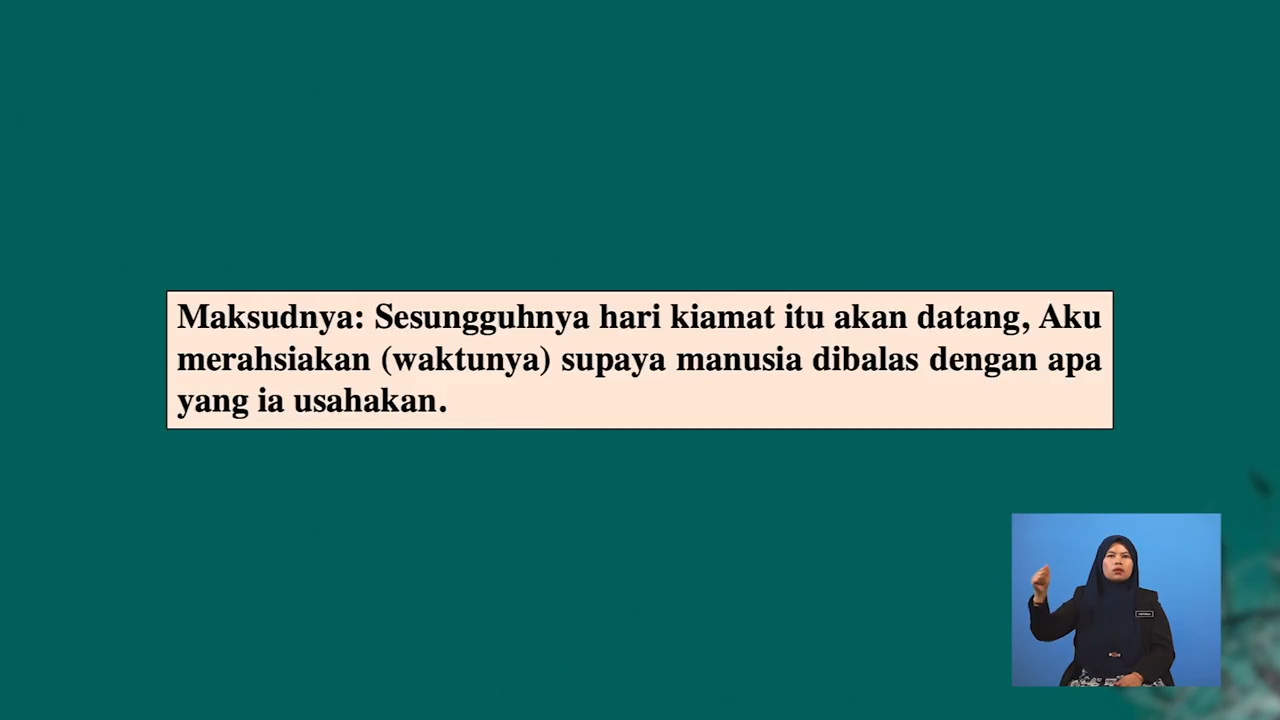 Maksudnya: Sesungguhnya hari kiamat itu akan datang, Aku
merahsiakan (waktunya) supaya manusia dibalas dengan apa
yang ia usahakan.